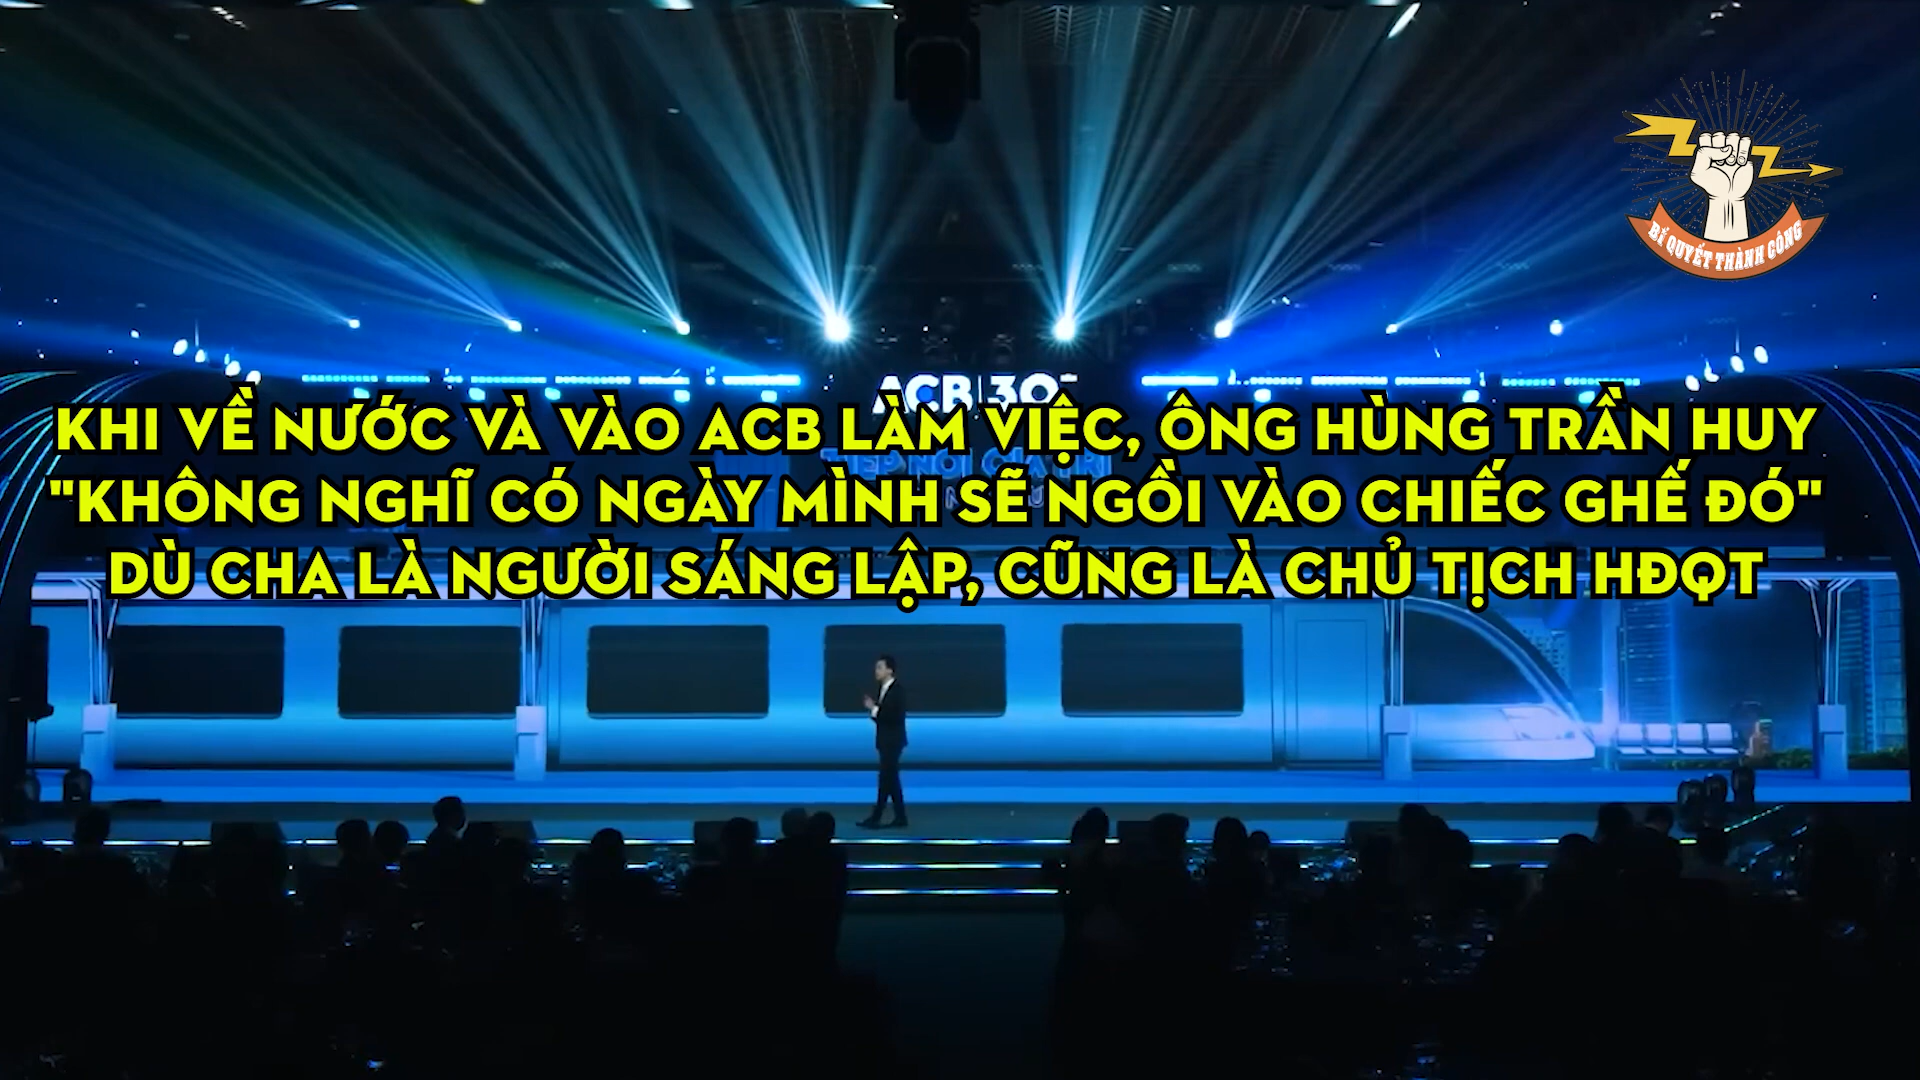 BÍ QUYẾT THÀNH CÔNG
ACB 30
KHI VỀ NƯỚC VÀ VÀO ACB LÀM VIỆC, ÔNG HÙNG TRẦN HUY
"KHÔNG NGHĨ CÓ NGÀY MÌNH SẼ NGỒI VÀO CHIẾC GHẾ ĐÓ"
DÙ CHA LÀ NGƯỜI SÁNG LẬP, CŨNG LÀ CHỦ TỊCH HĐQT